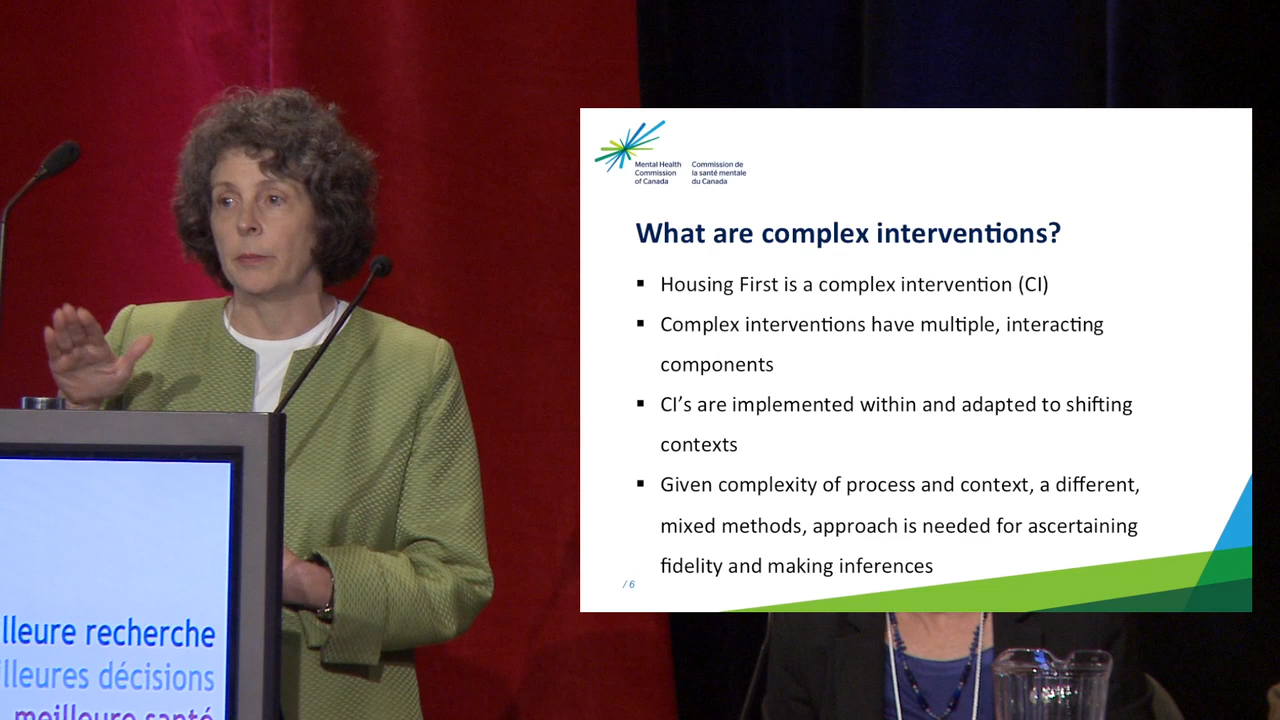 Mental Health
Commission
of Canada
Commission de
la santé mentale
du Canada
What are complex interventions?
▪ Housing First is a complex intervention (CI)
▪ Complex interventions have multiple, interacting
components
▪ CI's are implemented within and adapted to shifting
contexts
▪ Given complexity of process and context, a different,
mixed methods, approach is needed for ascertaining
fidelity and making inferences
/ 6
lleure recherche
illeures décisions
meilleure santé